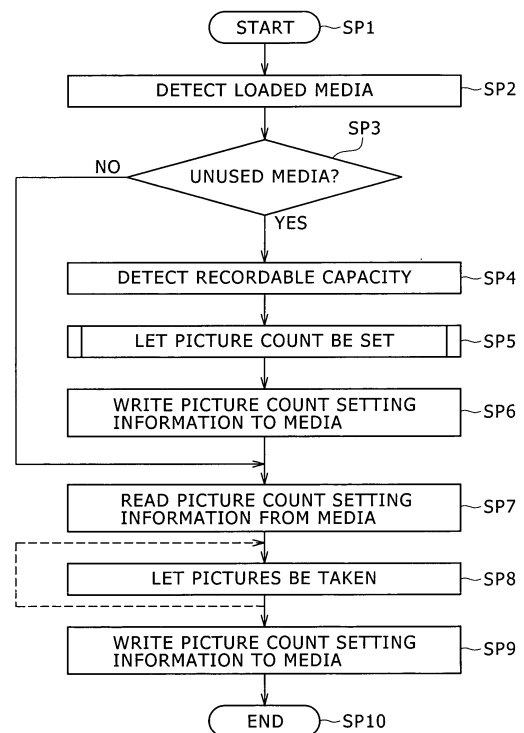 START
SP1
DETECT LOADED MEDIA
SP2
SP3
NO
UNUSED MEDIA?
YES
DETECT RECORDABLE CAPACITY
SP4
LET PICTURE COUNT BE SET
SP5
WRITE PICTURE COUNT SETTING
INFORMATION TO MEDIA
SP6
READ PICTURE COUNT SETTING
INFORMATION FROM MEDIA
SP7
LET PICTURES BE TAKEN
SP8
WRITE PICTURE COUNT SETTING
INFORMATION TO MEDIA
SP9
END
SP10